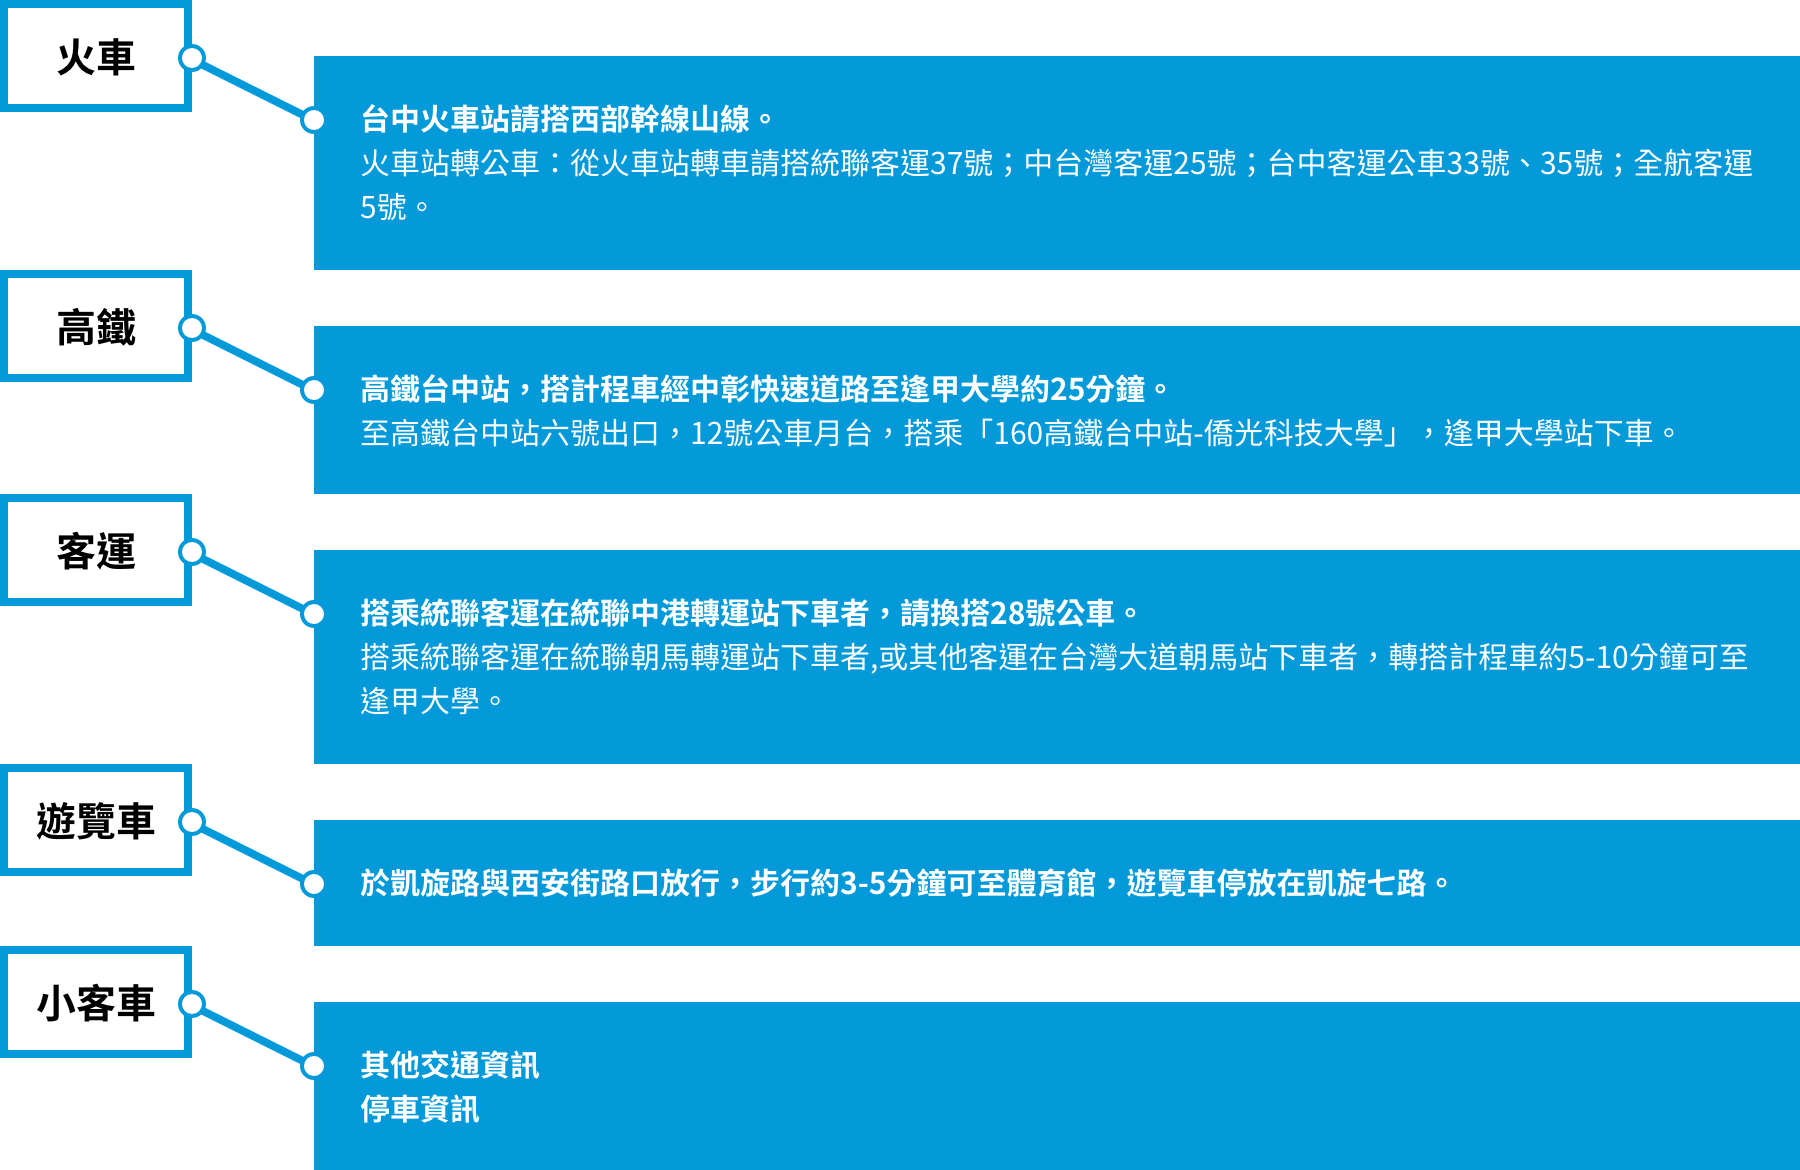 火車
台中火車站請搭西部幹線山線。
火車站轉公車：從火車站轉車請搭統聯客運37號；中台灣客運25號；台中客運公車33號、35號；全航客運
5號。
高鐵
高鐵台中站，搭計程車經中彰快速道路至逢甲大學約25分鐘。
至高鐵台中站六號出口，12號公車月台，搭乘「160高鐵台中站-僑光科技大學」，逢甲大學站下車。
客運
搭乘統聯客運在統聯中港轉運站下車者，請換搭28號公車。
搭乘統聯客運在統聯朝馬轉運站下車者,或其他客運在台灣大道朝馬站下車者，轉搭計程車約5-10分鐘可至
逢甲大學。
遊覽車
於凱旋路與西安街路口放行，步行約3-5分鐘可至體育館，遊覽車停放在凱旋七路。
小客車
其他交通資訊
停車資訊